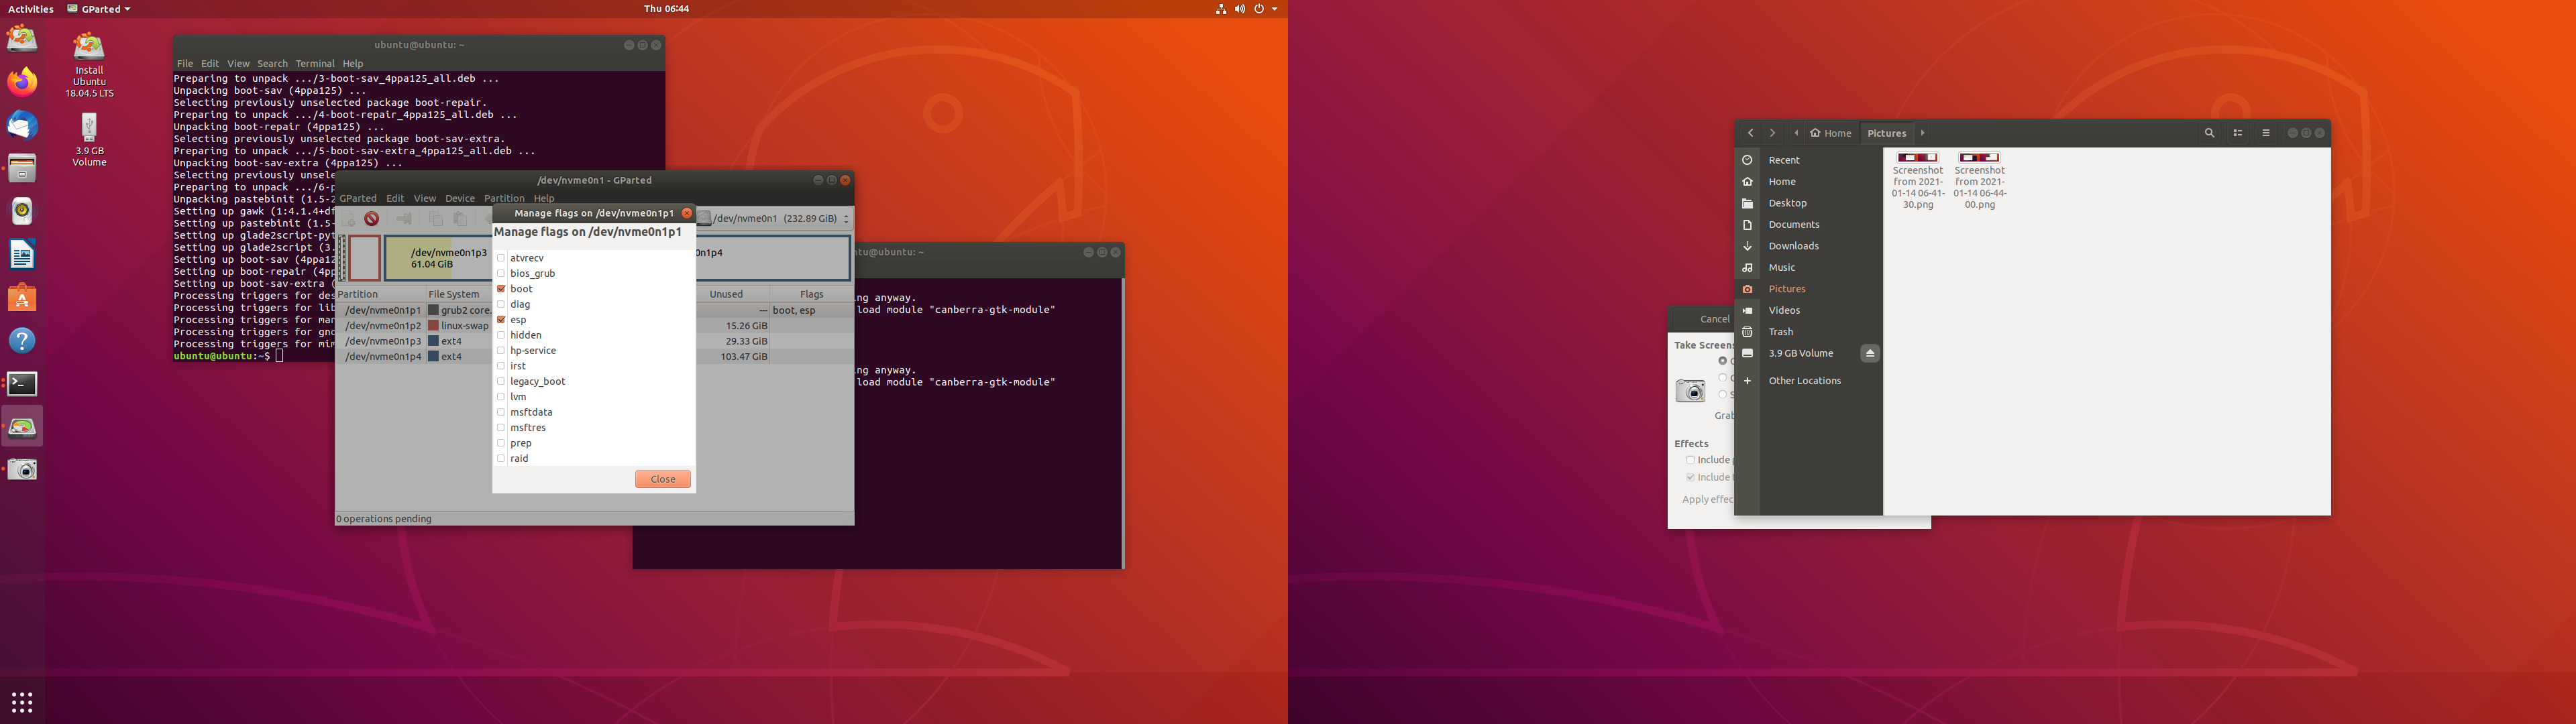 Activities
GParted
Thu 06:44
Install
Ubuntu
18.04.5 LTS
3.9 GB
Volume
ubuntu@ubuntu: ~
File Edit View Search Terminal Help
Preparing to unpack .../3-boot-sav_4ppa125_all.deb ...
Unpacking boot-sav (4ppa125) ...
Selecting previously unselected package boot-repair.
Preparing to unpack .../4-boot-repair_4ppa125_all.deb ...
Unpacking boot-repair (4ppa125) ...
Selecting previously unselected package boot-sav-extra.
Preparing to unpack .../5-boot-sav-extra_4ppa125_all.deb ...
Unpacking boot-sav-extra (4ppa125) ...
Selecting previously unsele
Preparing to unpack .../6-p
Unpacking pastebinit (1.5-2
Setting up gawk (1:4.1.4+df
Setting up pastebinit (1.5-
Setting up glade2script-pyt
Setting up glade2script (3.
Setting up boot-sav (4ppa12
Setting up boot-repair (4pp
Setting up boot-sav-extra (
Processing triggers for des
Processing triggers for lib
Processing triggers for man
Processing triggers for gno
Processing triggers for mim
ubuntu@ubuntu:~$
/dev/nvme0n1 - GParted
GParted Edit View Device Partition Help
/dev/nvme0n1 (232.89 GiB)
/dev/nvme0n1p3
61.04 GiB
0n1p4
Partition File System Unused Flags
/dev/nvme0n1p1 grub2 core. — boot, esp
/dev/nvme0n1p2 linux-swap 15.26 GiB
/dev/nvme0n1p3 ext4 29.33 GiB
/dev/nvme0n1p4 ext4 103.47 GiB
0 operations pending
Manage flags on /dev/nvme0n1p1
Manage flags on /dev/nvme0n1p1
atvrecv
bios_grub
boot
diag
esp
hidden
hp-service
irst
legacy_boot
lvm
msftdata
msftres
prep
raid
Close
ntu@ubuntu: ~
ng anyway.
load module "canberra-gtk-module"
ng anyway.
load module "canberra-gtk-module"
Cancel
Take Screens
Grab
Effects
Include p
Include
Apply effec
Home Pictures
Recent
Home
Desktop
Documents
Downloads
Music
Pictures
Videos
Trash
3.9 GB Volume
Other Locations
Screenshot
from 2021-
01-14 06-41-
30.png
Screenshot
from 2021-
01-14 06-44-
00.png